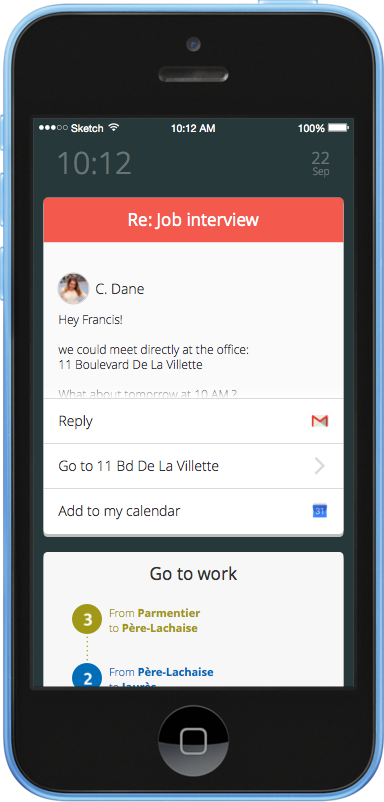 Sketch 10:12 AM 100%
10:12 22
Sep
Re: Job interview
C. Dane
Hey Francis!
we could meet directly at the office:
11 Boulevard De La Villette
What about tomorrow at 10 AM ?
Reply
Go to 11 Bd De La Villette
Add to my calendar 31
Go to work
3 From Parmentier
to Père-Lachaise
2 From Père-Lachaise
to Jaurès